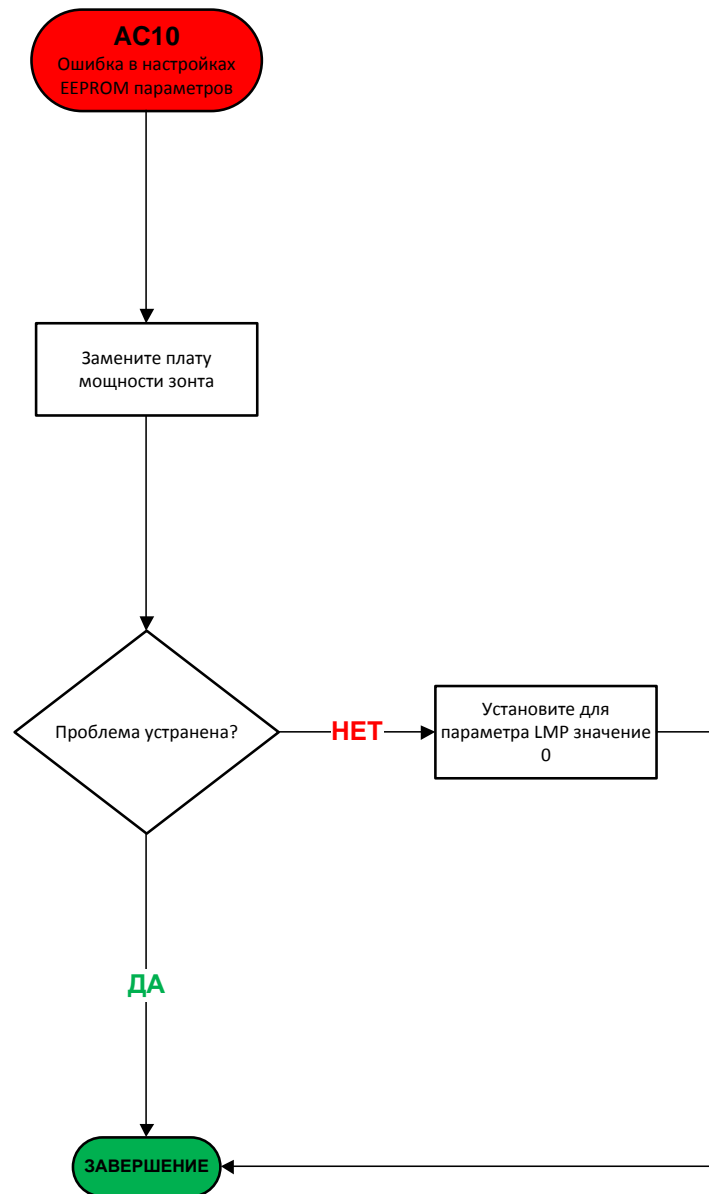 AC10
Ошибка в настройках
EEPROM параметров
Замените плату
мощности зонта
Проблема устранена?
НЕТ
Установите для
параметра LMP значение
0
ДА
ЗАВЕРШЕНИЕ